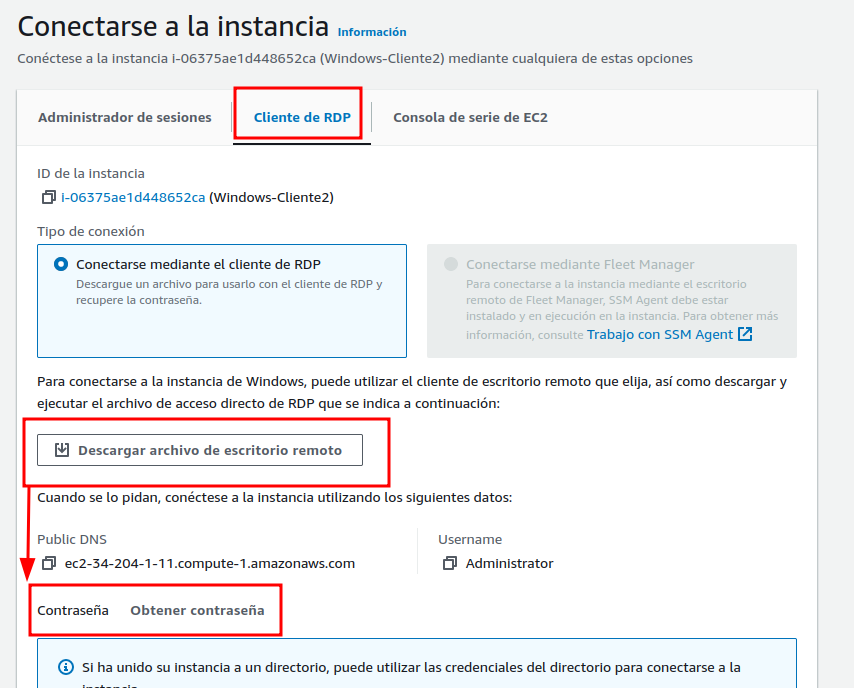 Conectarse a la instancia Información
Conéctese a la instancia i-06375ae1d448652ca (Windows-Cliente2) mediante cualquiera de estas opciones
Administrador de sesiones
Cliente de RDP
Consola de serie de EC2
ID de la instancia
i-06375ae1d448652ca (Windows-Cliente2)
Tipo de conexión
Conectarse mediante el cliente de RDP
Descargue un archivo para usarlo con el cliente de RDP y
recupere la contraseña.
Conectarse mediante Fleet Manager
Para conectarse a la instancia mediante el escritorio
remoto de Fleet Manager, SSM Agent debe estar
instalado y en ejecución en la instancia. Para obtener más
información, consulte Trabajo con SSM Agent
Para conectarse a la instancia de Windows, puede utilizar el cliente de escritorio remoto que elija, así como descargar y
ejecutar el archivo de acceso directo de RDP que se indica a continuación:
Descargar archivo de escritorio remoto
Cuando se lo pidan, conéctese a la instancia utilizando los siguientes datos:
Public DNS
ec2-34-204-1-11.compute-1.amazonaws.com
Username
Administrator
Contraseña Obtener contraseña
Si ha unido su instancia a un directorio, puede utilizar las credenciales del directorio para conectarse a la
instancia.